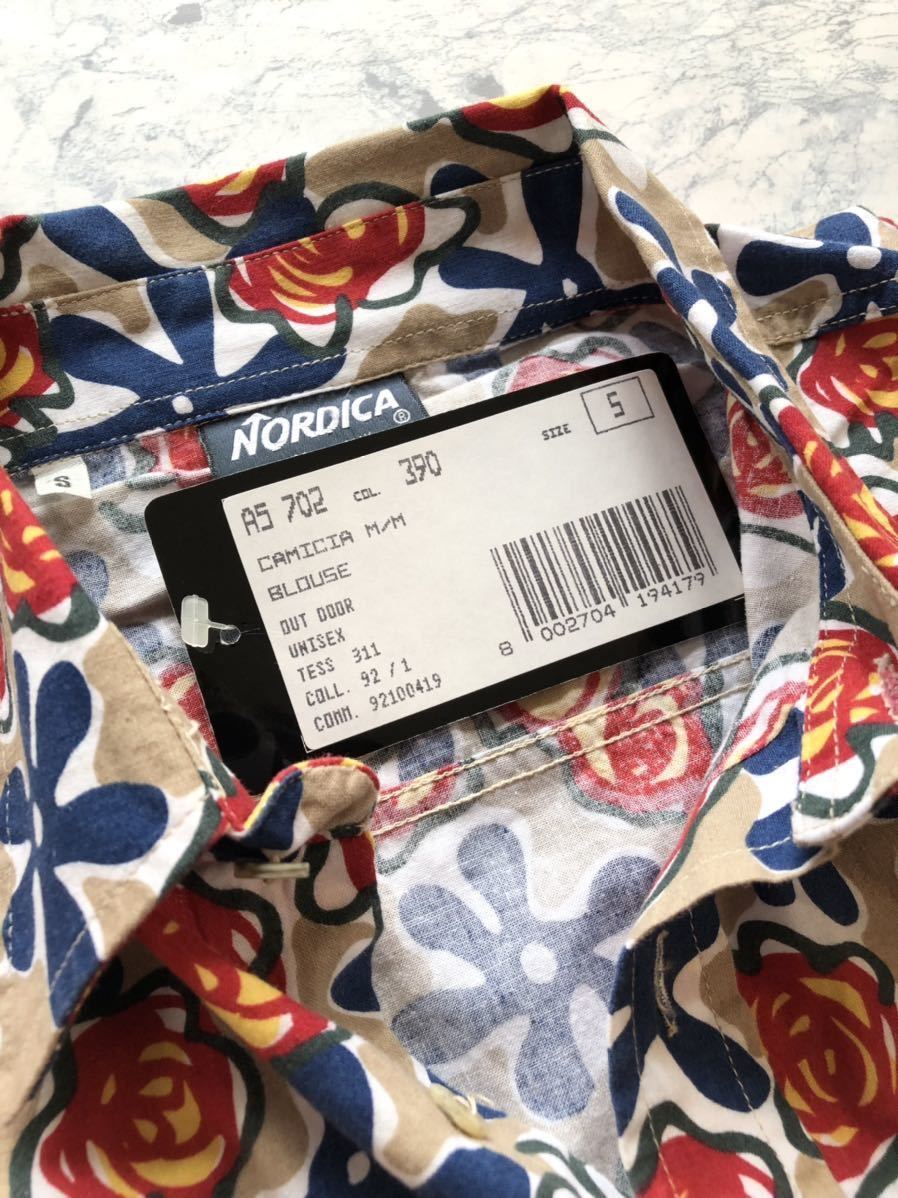 NORDICA ®
S
A5 702 COL. 390
SIZE S
CAMICIA M/M
BLOUSE
OUT DOOR
UNISEX
TESS 311
COLL. 92 / 1
COMM. 92100419
8 002704 194179